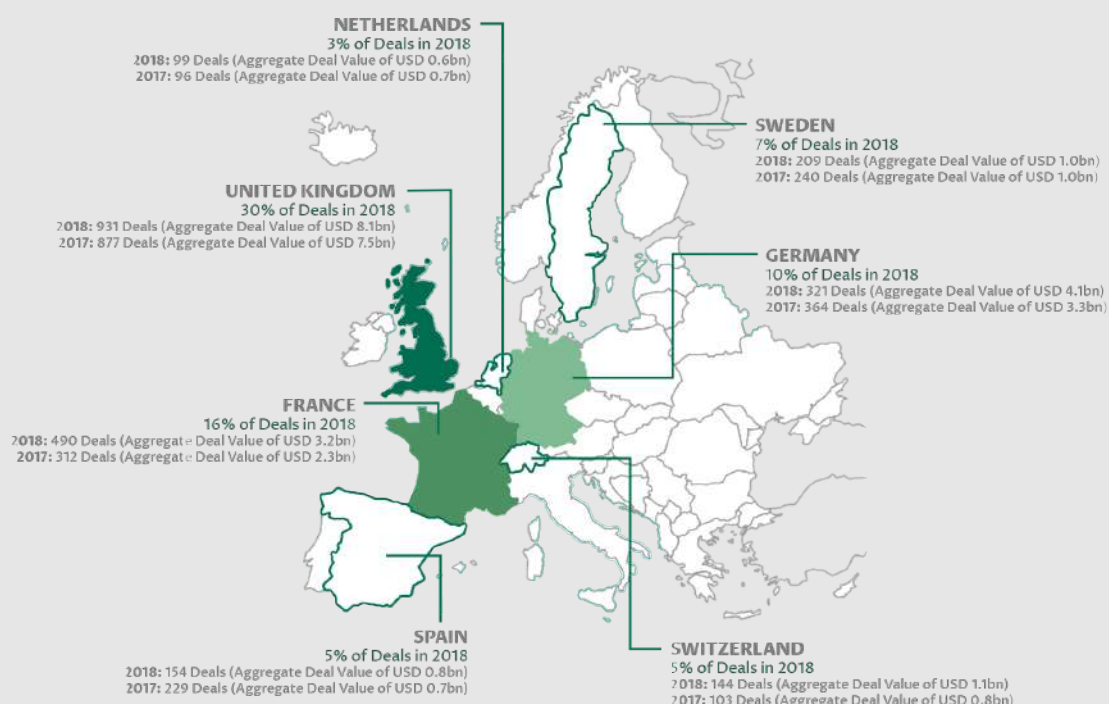 NETHERLANDS
3% of Deals in 2018
2018: 99 Deals (Aggregate Deal Value of USD 0.6bn)
2017: 96 Deals (Aggregate Deal Value of USD 0.7bn)
SWEDEN
7% of Deals in 2018
2018: 209 Deals (Aggregate Deal Value of USD 1.0bn)
2017: 240 Deals (Aggregate Deal Value of USD 1.0bn)
UNITED KINGDOM
30% of Deals in 2018
2018: 931 Deals (Aggregate Deal Value of USD 8.1bn)
2017: 877 Deals (Aggregate Deal Value of USD 7.5bn)
GERMANY
10% of Deals in 2018
2018: 321 Deals (Aggregate Deal Value of USD 4.1bn)
2017: 364 Deals (Aggregate Deal Value of USD 3.3bn)
FRANCE
16% of Deals in 2018
2018: 490 Deals (Aggregate Deal Value of USD 3.2bn)
2017: 312 Deals (Aggregate Deal Value of USD 2.3bn)
SPAIN
5% of Deals in 2018
2018: 154 Deals (Aggregate Deal Value of USD 0.8bn)
2017: 229 Deals (Aggregate Deal Value of USD 0.7bn)
SWITZERLAND
5% of Deals in 2018
2018: 144 Deals (Aggregate Deal Value of USD 1.1bn)
2017: 103 Deals (Aggregate Deal Value of USD 0.8bn)